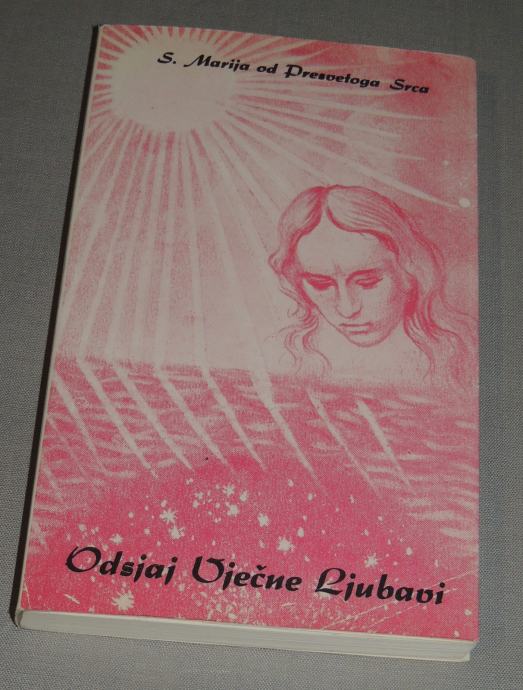 S. Marija od Presvetoga Srca
Odsjaj Vječne Ljubavi